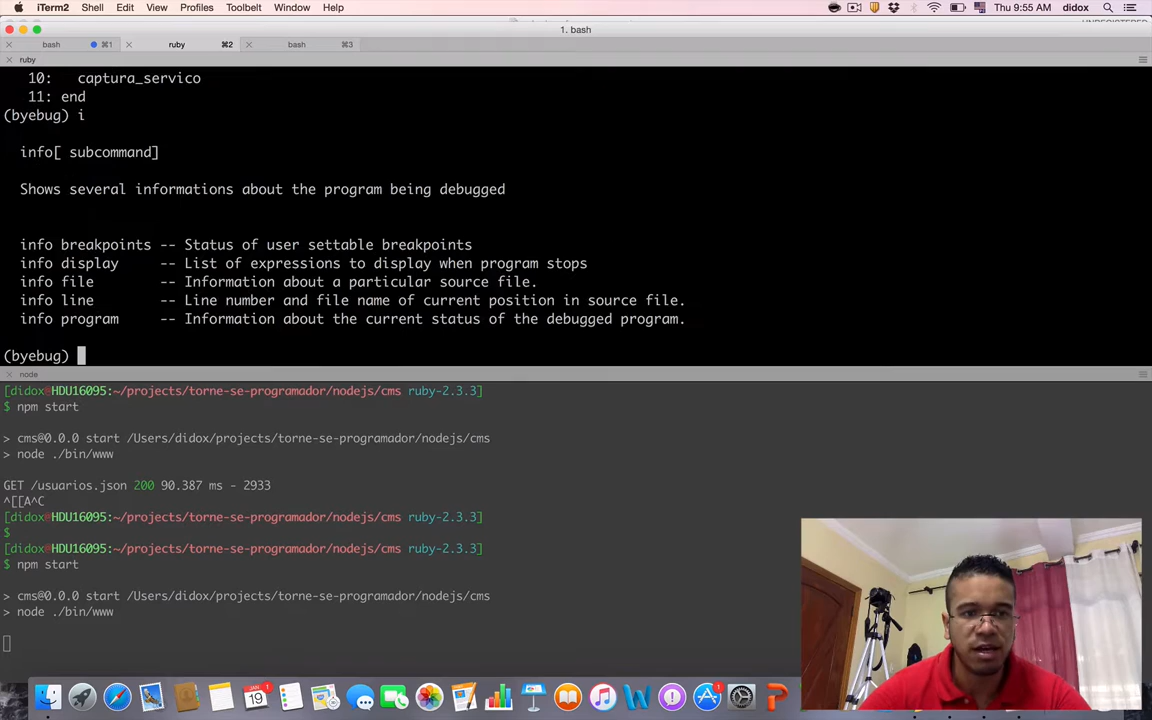 iTerm2 Shell Edit View Profiles Toolbelt Window Help Thu 9:55 AM didox
1. bash
bash ⌘1 ruby ⌘2 bash ⌘3
ruby
10: captura_servico
11: end
(byebug) i
info[ subcommand]
Shows several informations about the program being debugged
info breakpoints -- Status of user settable breakpoints
info display -- List of expressions to display when program stops
info file -- Information about a particular source file.
info line -- Line number and file name of current position in source file.
info program -- Information about the current status of the debugged program.
(byebug)
node
[didox@HDU16095:~/projects/torne-se-programador/nodejs/cms ruby-2.3.3]
$ npm start
> cms@0.0.0 start /Users/didox/projects/torne-se-programador/nodejs/cms
> node ./bin/www
GET /usuarios.json 200 90.387 ms - 2933
^[[A^C
[didox@HDU16095:~/projects/torne-se-programador/nodejs/cms ruby-2.3.3]
$
[didox@HDU16095:~/projects/torne-se-programador/nodejs/cms ruby-2.3.3]
$ npm start
> cms@0.0.0 start /Users/didox/projects/torne-se-programador/nodejs/cms
> node ./bin/www
JAN
19
1
1